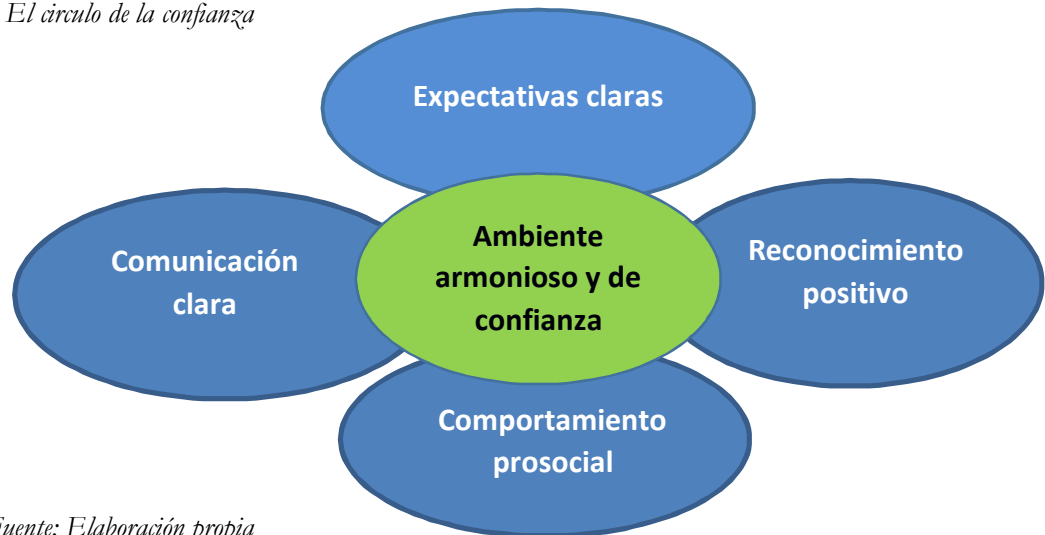 El circulo de la confianza
Expectativas claras
Comunicación
clara
Ambiente
armonioso y de
confianza
Reconocimiento
positivo
Comportamiento
prosocial
Fuente: Elaboración propia